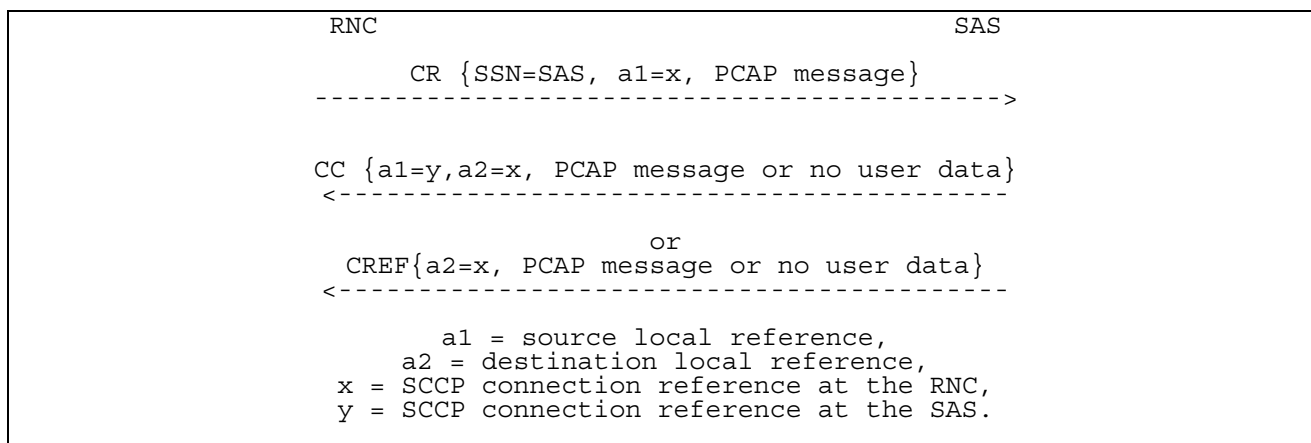 RNC SAS
CR {SSN=SAS, a1=x, PCAP message}
------------------------------------------->
CC {a1=y,a2=x, PCAP message or no user data}
<------------------------------------------
or
CREF{a2=x, PCAP message or no user data}
<------------------------------------------
a1 = source local reference,
a2 = destination local reference,
x = SCCP connection reference at the RNC,
y = SCCP connection reference at the SAS.